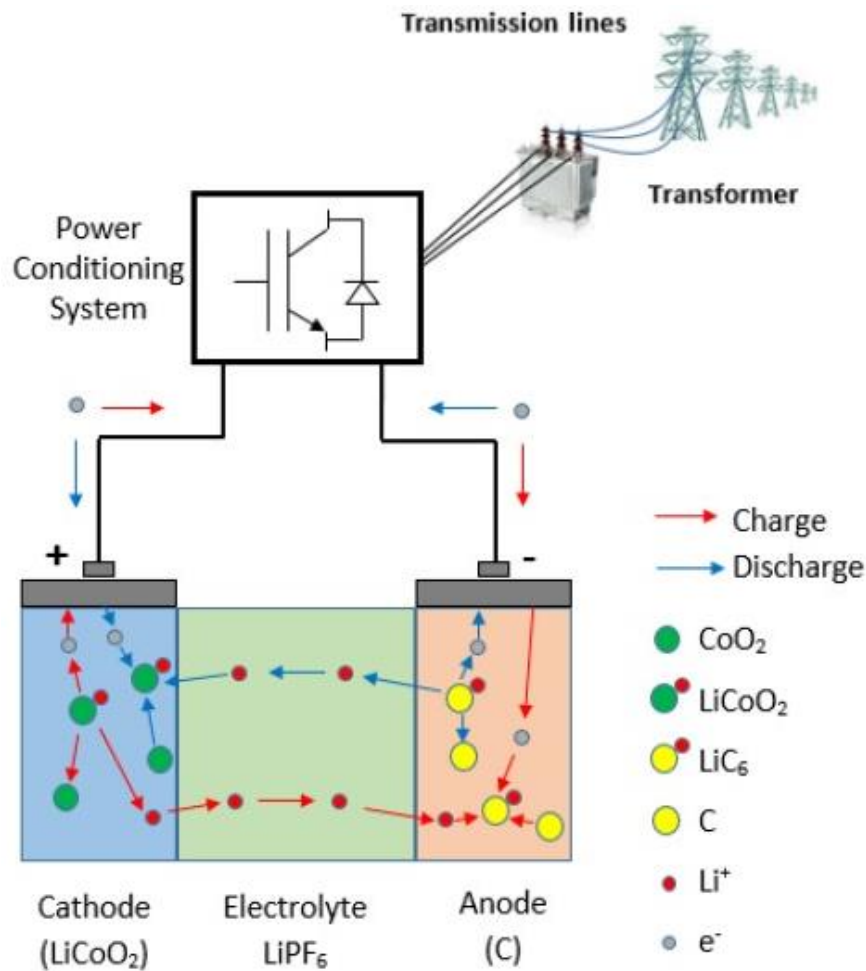 Transmission lines
Transformer
Power
Conditioning
System
+
-
Charge
Discharge
CoO₂
LiCoO₂
LiC₆
C
Li⁺
e⁻
Cathode
(LiCoO₂)
Electrolyte
LiPF₆
Anode
(C)